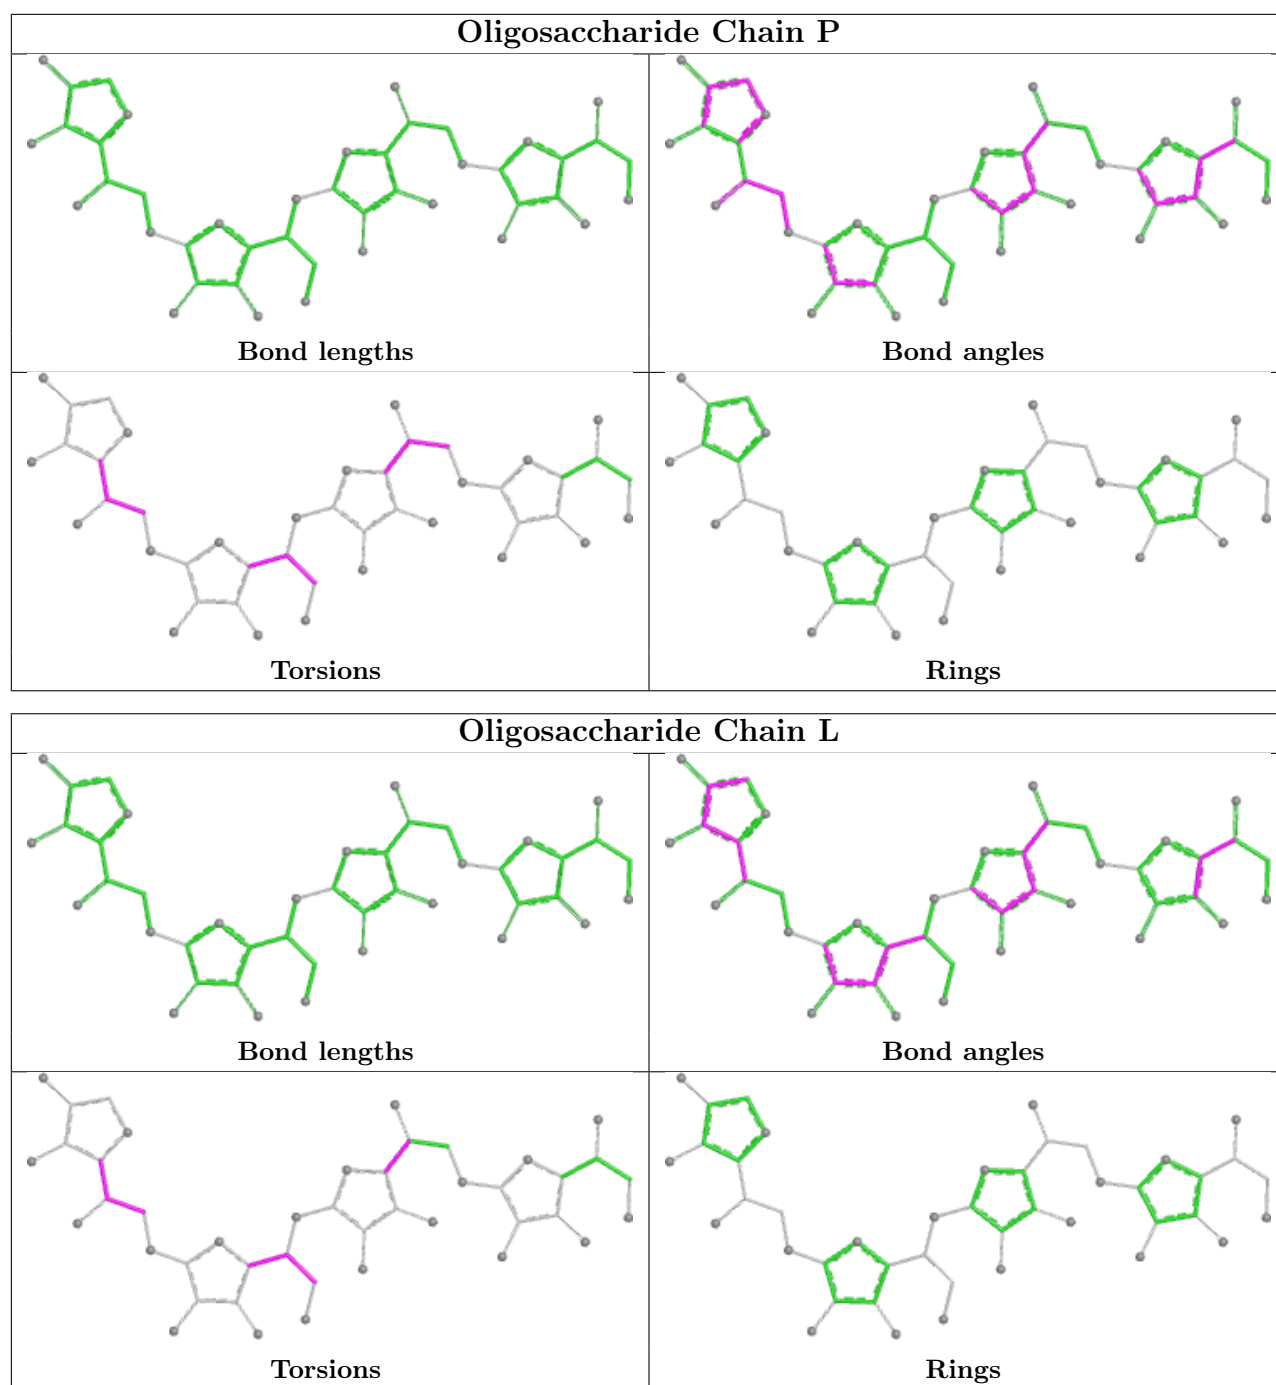 Oligosaccharide Chain P
Bond lengths
Bond angles
Torsions
Rings
Oligosaccharide Chain L
Bond lengths
Bond angles
Torsions
Rings